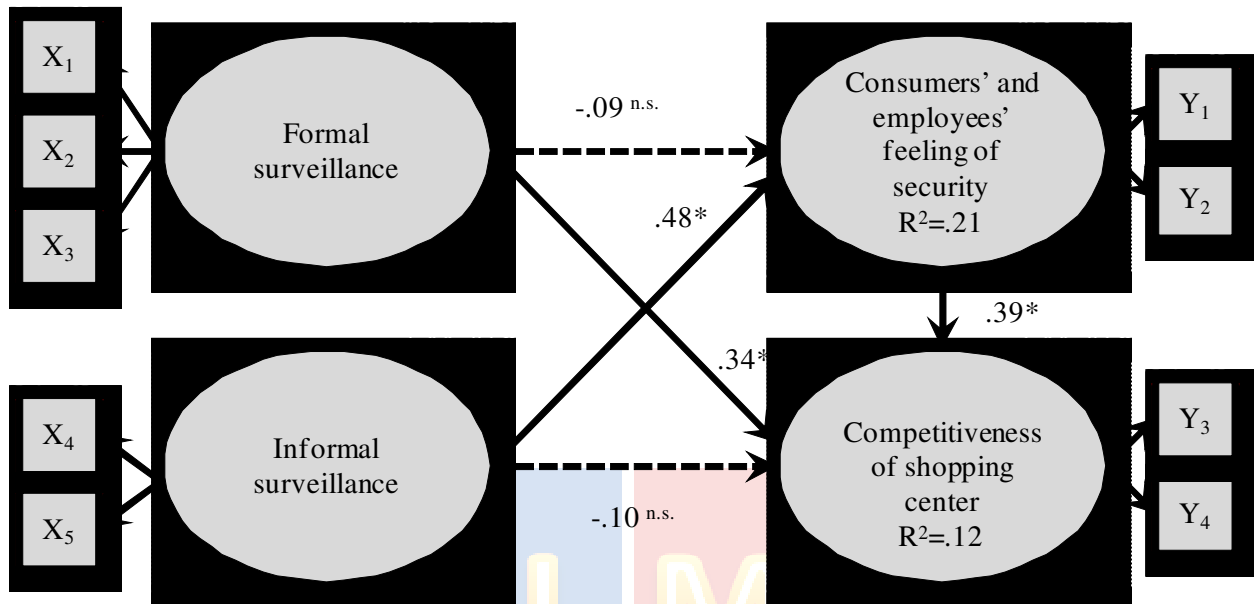 X₁
X₂
X₃
Formal
surveillance
-.09 n.s.
Consumers' and
employees'
feeling of
security
R²=.21
Y₁
Y₂
.48*
.39*
.34*
X₄
X₅
Informal
surveillance
-.10 n.s.
Competitiveness
of shopping
center
R²=.12
Y₃
Y₄